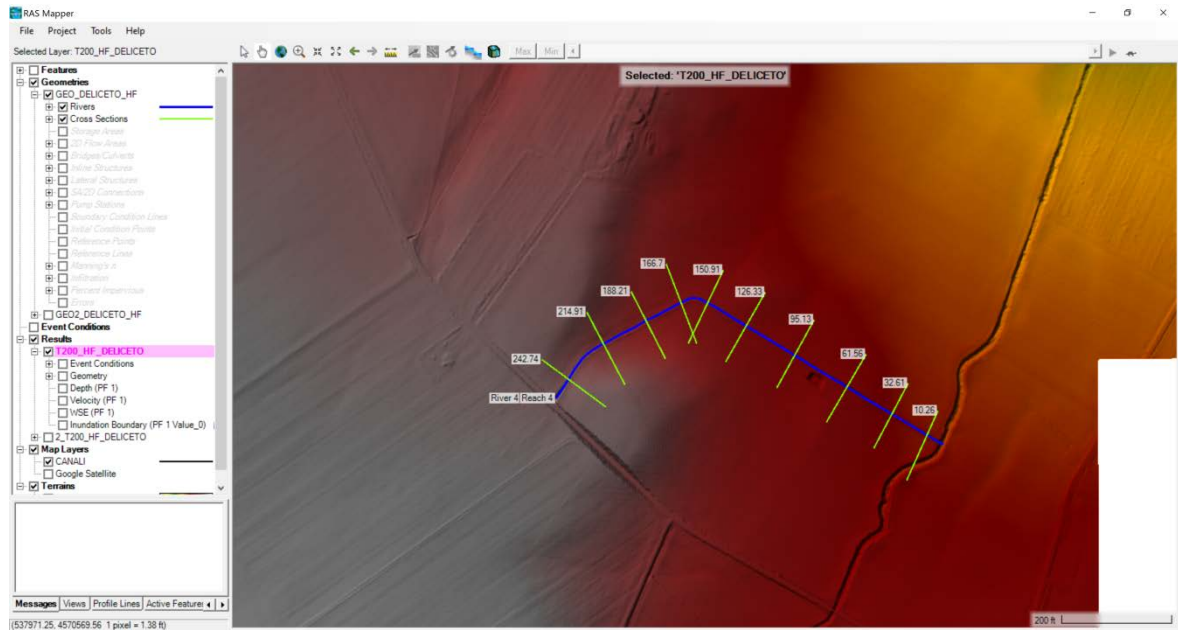 RAS Mapper
File Project Tools Help
Selected Layer: T200_HF_DELICETO
Max Min
Features
Geometries
GEO_DELICETO_HF
Rivers
Cross Sections
Storage Areas
2D Flow Areas
Bridges/Culverts
Inline Structures
Lateral Structures
SA/2D Connections
Pump Stations
Boundary Condition Lines
Initial Condition Points
Reference Points
Reference Lines
Manning's n
Infiltration
Percent Impervious
Errors
GEO2_DELICETO_HF
Event Conditions
Results
T200_HF_DELICETO
Event Conditions
Geometry
Depth (PF 1)
Velocity (PF 1)
WSE (PF 1)
Inundation Boundary (PF 1 Value_0)
2_T200_HF_DELICETO
Map Layers
CANALI
Google Satellite
Terrains
Messages Views Profile Lines Active Feature
(537971.25, 4570569.56 1 pixel = 1.38 ft)
Selected: 'T200_HF_DELICETO'
166.7
150.91
188.21
126.33
214.91
95.13
242.74
61.56
32.61
River 4 Reach 4
10.26
200 ft